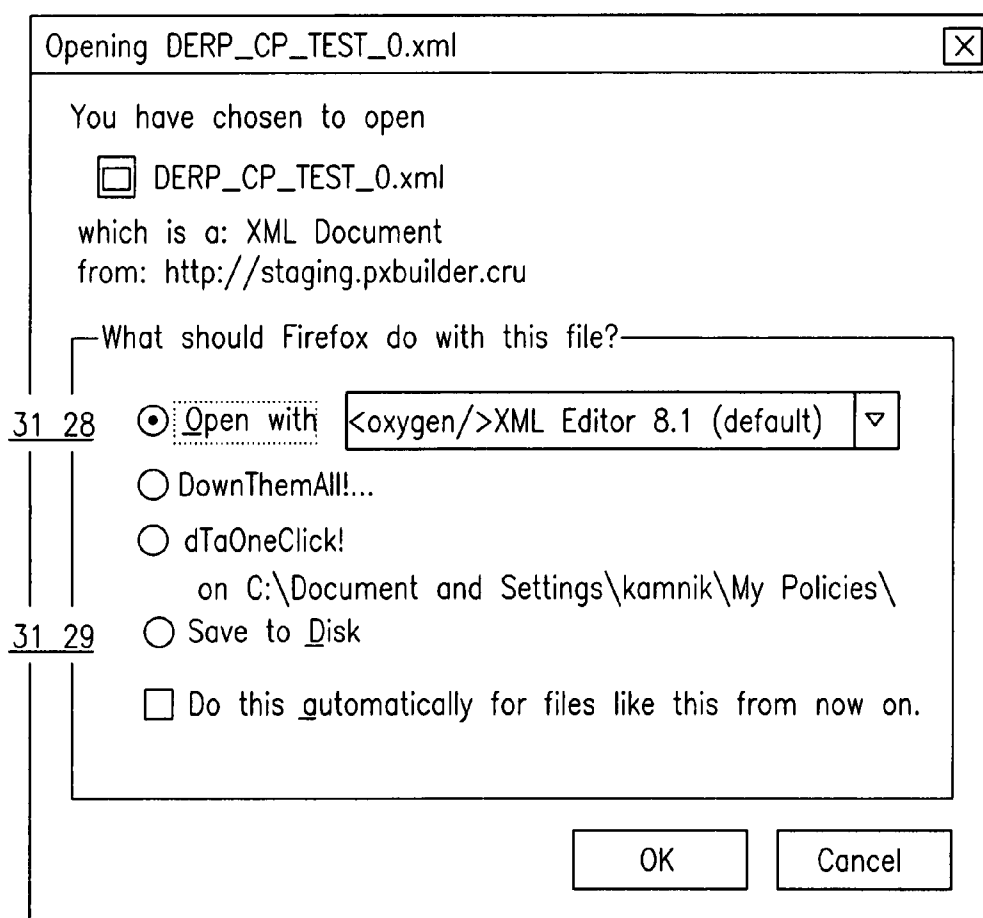 Opening DERP_CP_TEST_0.xml
You have chosen to open
DERP_CP_TEST_0.xml
which is a: XML Document
from: http://staging.pxbuilder.cru
What should Firefox do with this file?
31 28 Open with <oxygen/>XML Editor 8.1 (default)
DownThemAll!...
dTaOneClick!
on C:\Document and Settings\kamnik\My Policies\
31 29 Save to Disk
Do this automatically for files like this from now on.
OK Cancel